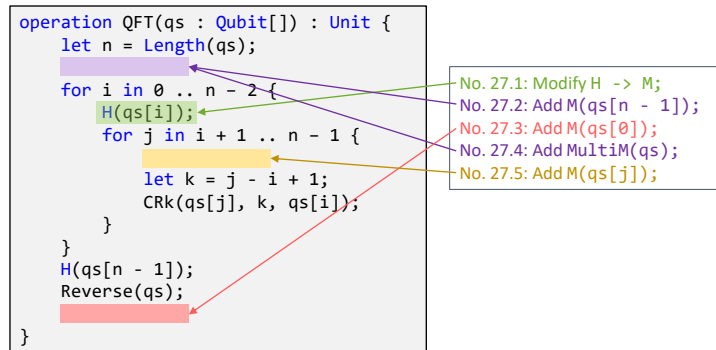 operation QFT(qs : Qubit[]) : Unit {
let n = Length(qs);
for i in 0 .. n - 2 {
H(qs[i]);
for j in i + 1 .. n - 1 {
let k = j - i + 1;
CRk(qs[j], k, qs[i]);
}
}
H(qs[n - 1]);
Reverse(qs);
}
No. 27.1: Modify H -> M;
No. 27.2: Add M(qs[n - 1]);
No. 27.3: Add M(qs[0]);
No. 27.4: Add MultiM(qs);
No. 27.5: Add M(qs[j]);